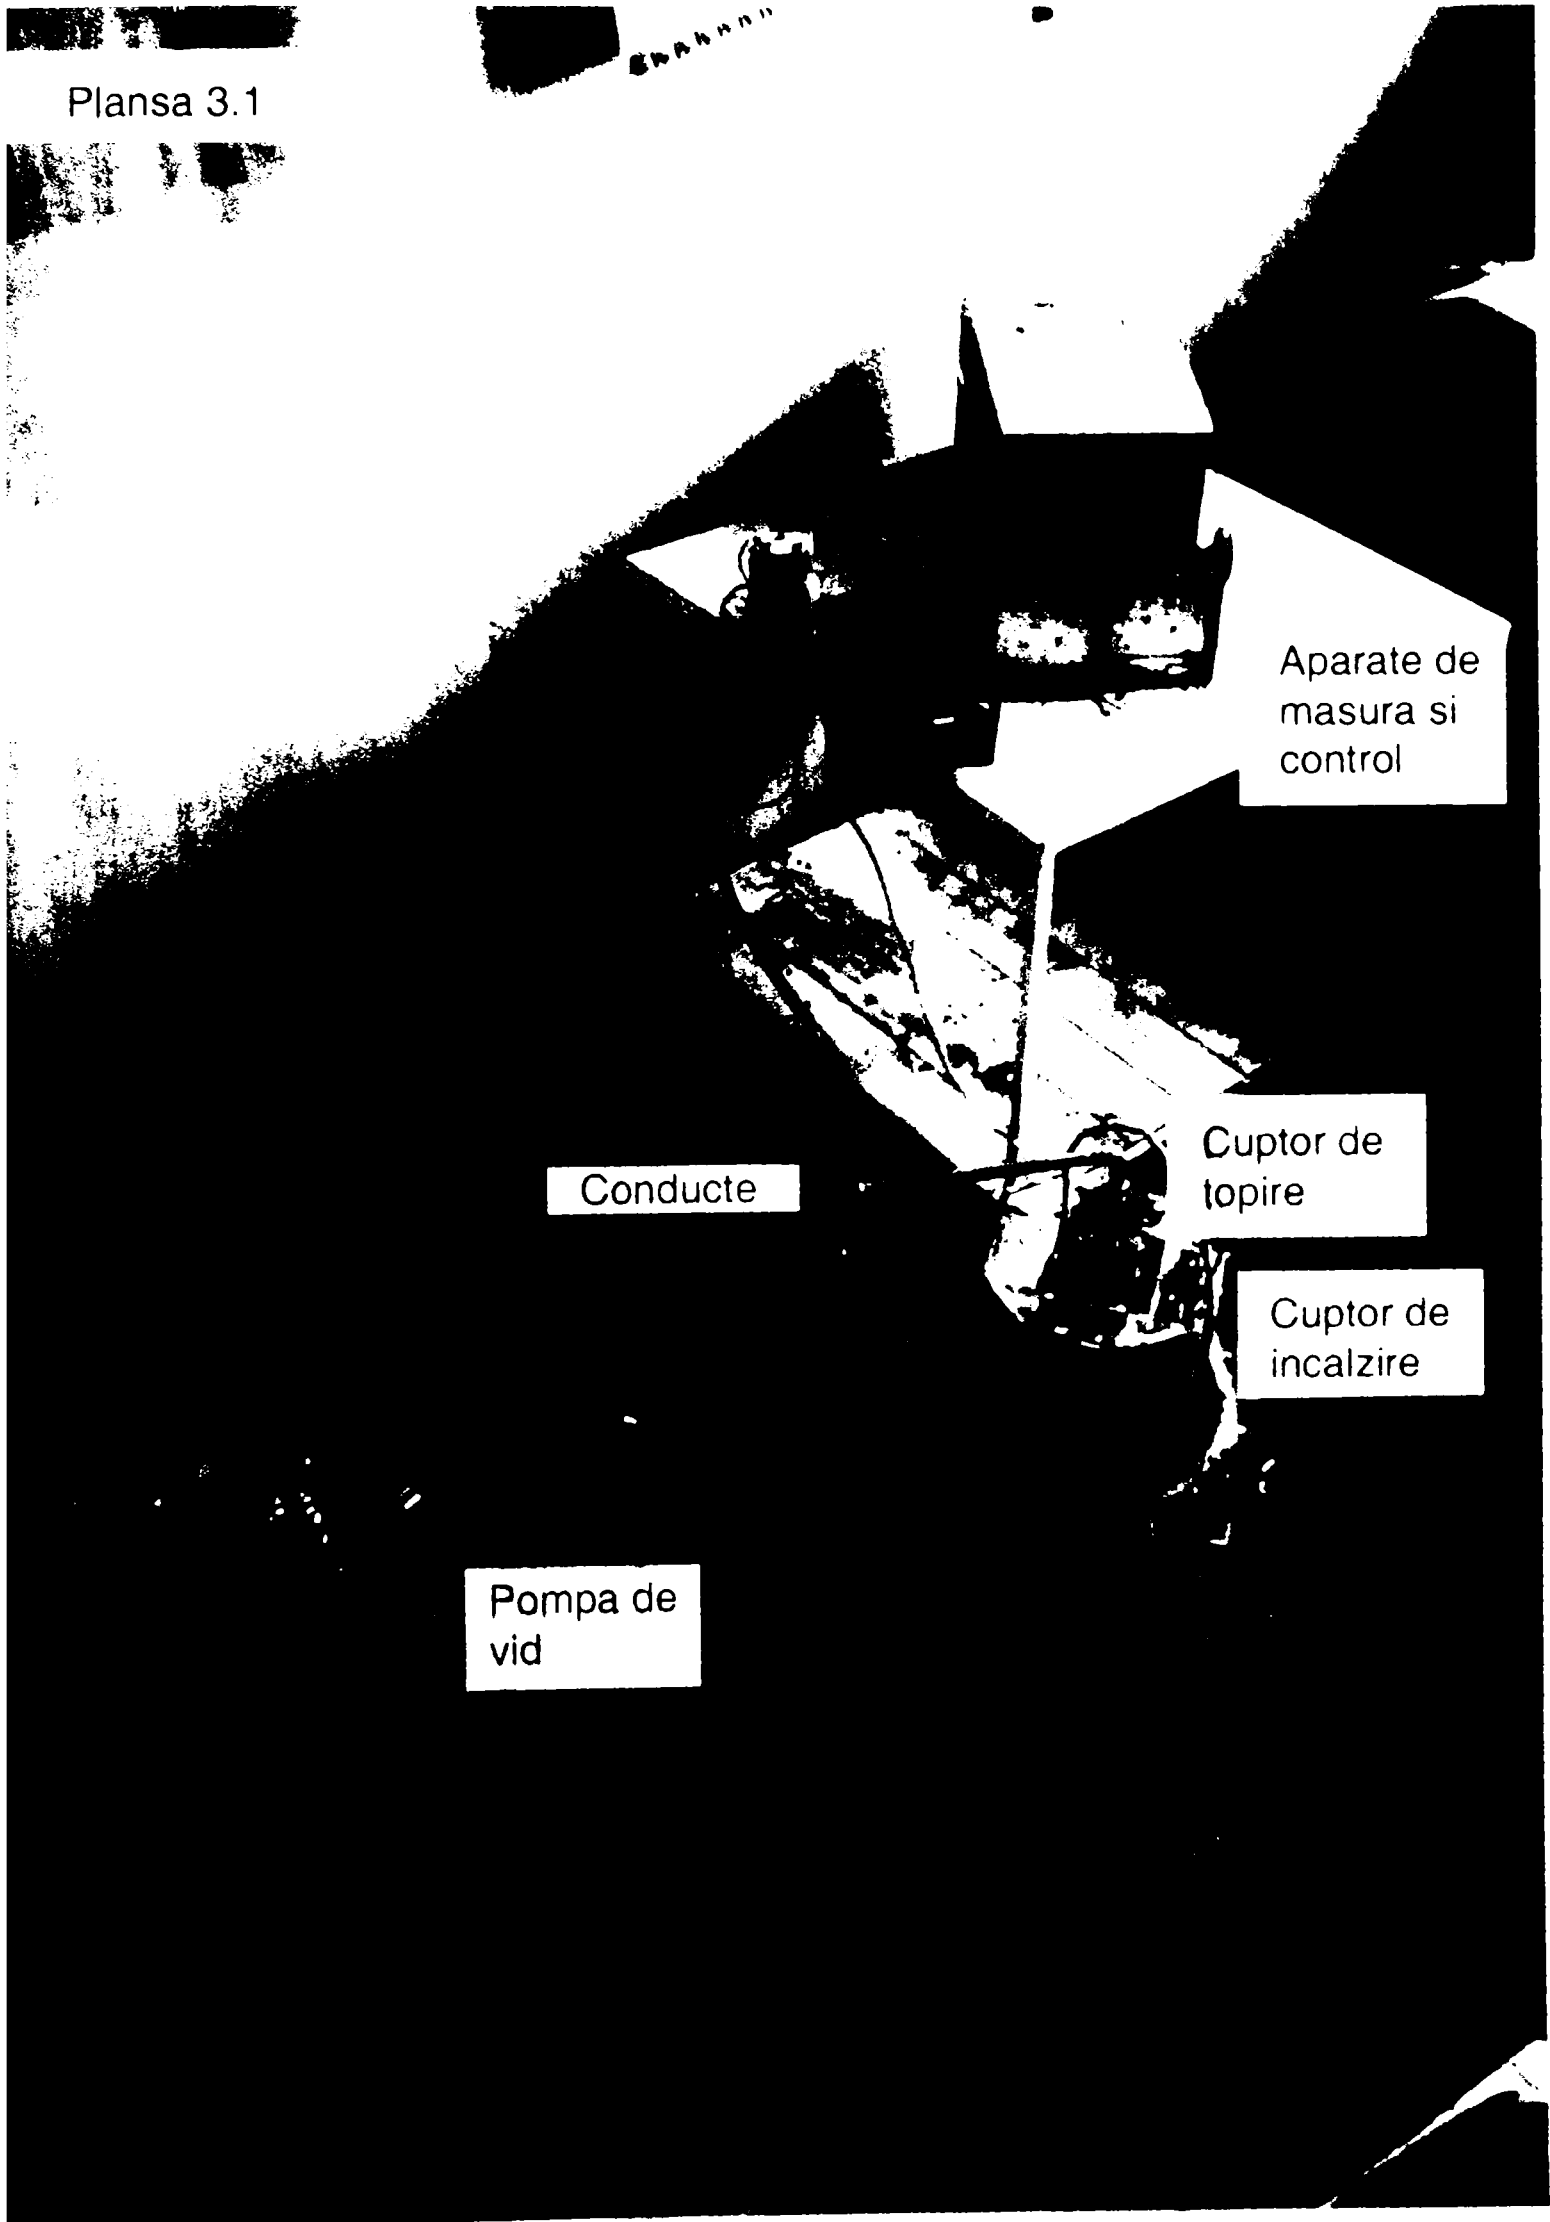 Plansa 3.1
Aparate de
masura si
control
Cuptor de
topire
Conducte
Cuptor de
incalzire
Pompa de
vid